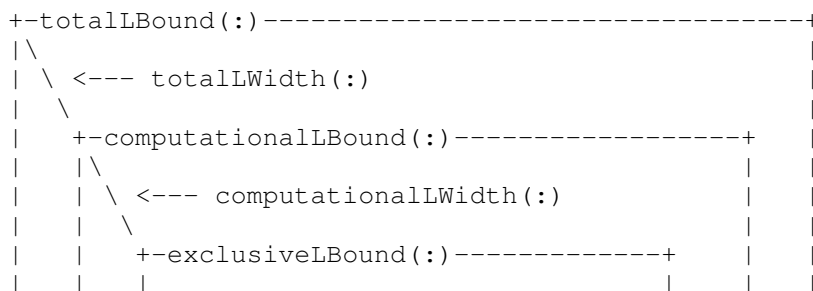 +-totalLBound(:)----------------------------------+
|\                                                |
| \ <--- totalLWidth(:)                           |
|  \                                              |
|   +-computationalLBound(:)------------------+   |
|   |\                                        |   |
|   | \ <--- computationalLWidth(:)           |   |
|   |  \                                      |   |
|   |   +-exclusiveLBound(:)-------------+    |   |
|   |   |                                |    |   |